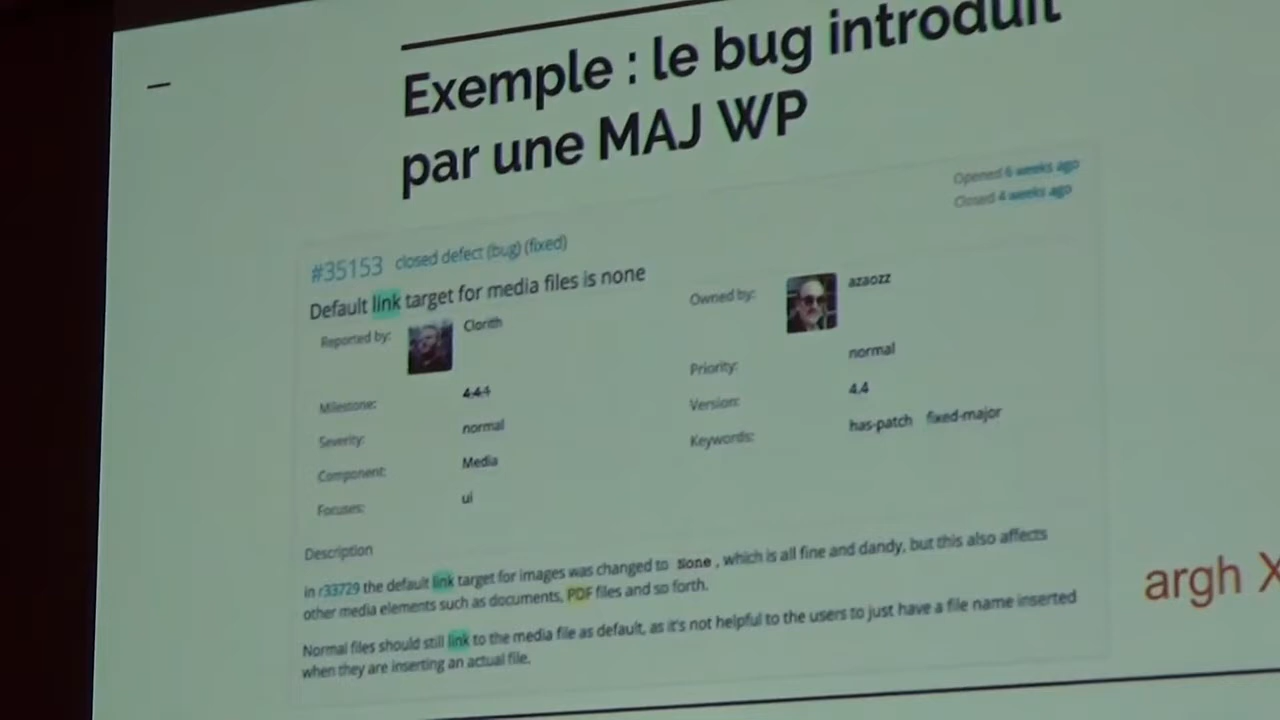 Exemple : le bug introduit
par une MAJ WP
Opened 6 weeks ago
Closed 4 weeks ago
#35153 closed defect (bug) (fixed)
Default link target for media files is none
Reported by: Clorith
Owned by: azaozz
Priority: normal
Milestone: 4.4.1
Version: 4.4
Severity: normal
Keywords: has-patch fixed-major
Component: Media
Focuses: ui
Description
In r33729 the default link target for images was changed to None , which is all fine and dandy, but this also affects
other media elements such as documents, PDF files and so forth.
Normal files should still link to the media file as default, as it's not helpful to the users to just have a file name inserted
when they are inserting an actual file.
argh X